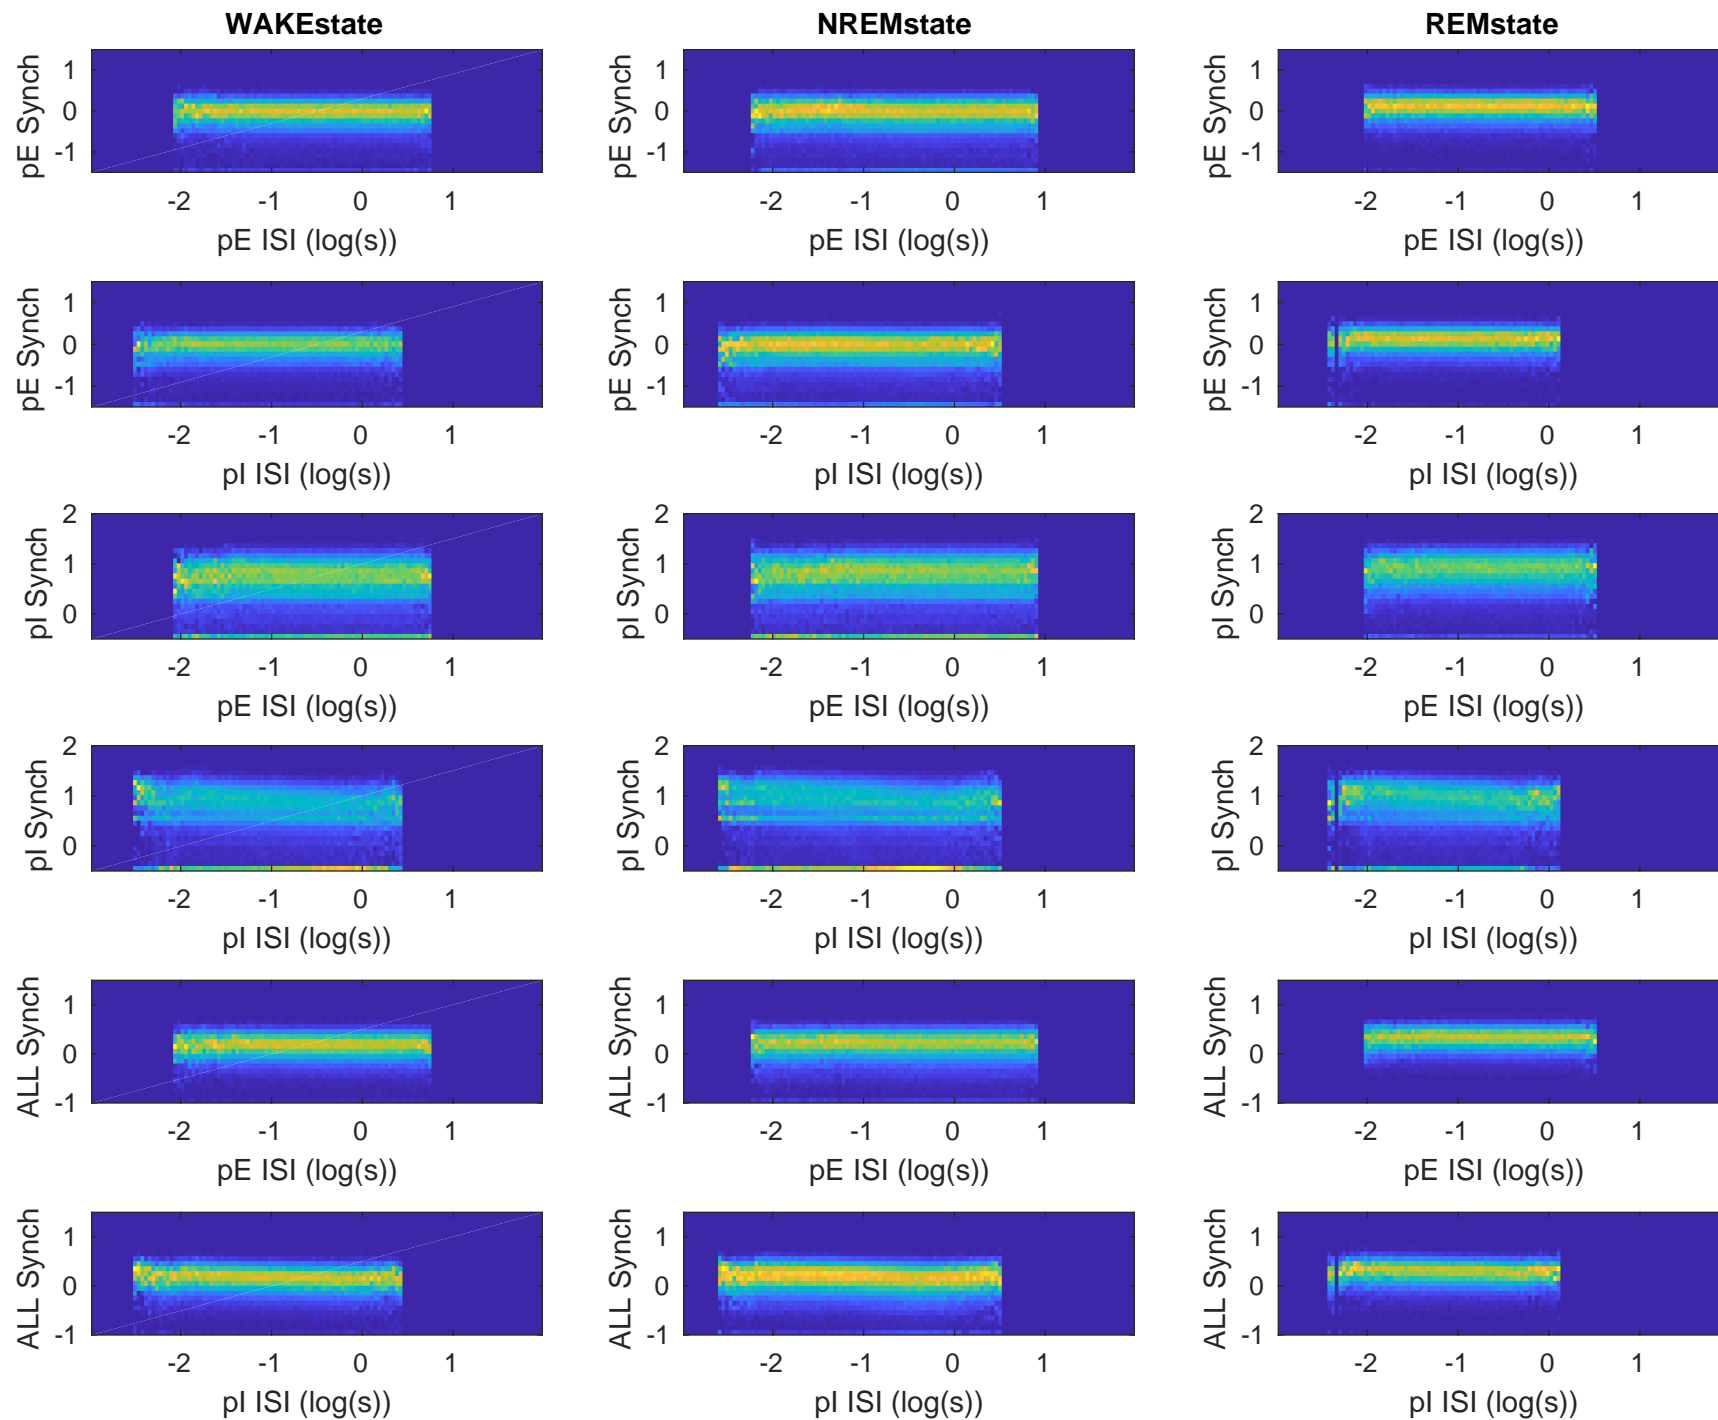 WAKEstate NREMstate REMstate
pE Synch
1
0
-1
-2 -1 0 1
pE ISI (log(s))
pE Synch
1
0
-1
-2 -1 0 1
pE ISI (log(s))
pE Synch
1
0
-1
-2 -1 0 1
pE ISI (log(s))
pE Synch
1
0
-1
-2 -1 0 1
pI ISI (log(s))
pE Synch
1
0
-1
-2 -1 0 1
pI ISI (log(s))
pE Synch
1
0
-1
-2 -1 0 1
pI ISI (log(s))
pI Synch
2
1
0
-2 -1 0 1
pE ISI (log(s))
pI Synch
2
1
0
-2 -1 0 1
pE ISI (log(s))
pI Synch
2
1
0
-2 -1 0 1
pE ISI (log(s))
pI Synch
2
1
0
-2 -1 0 1
pI ISI (log(s))
pI Synch
2
1
0
-2 -1 0 1
pI ISI (log(s))
pI Synch
2
1
0
-2 -1 0 1
pI ISI (log(s))
ALL Synch
1
0
-1
-2 -1 0 1
pE ISI (log(s))
ALL Synch
1
0
-1
-2 -1 0 1
pE ISI (log(s))
ALL Synch
1
0
-1
-2 -1 0 1
pE ISI (log(s))
ALL Synch
1
0
-1
-2 -1 0 1
pI ISI (log(s))
ALL Synch
1
0
-1
-2 -1 0 1
pI ISI (log(s))
ALL Synch
1
0
-1
-2 -1 0 1
pI ISI (log(s))